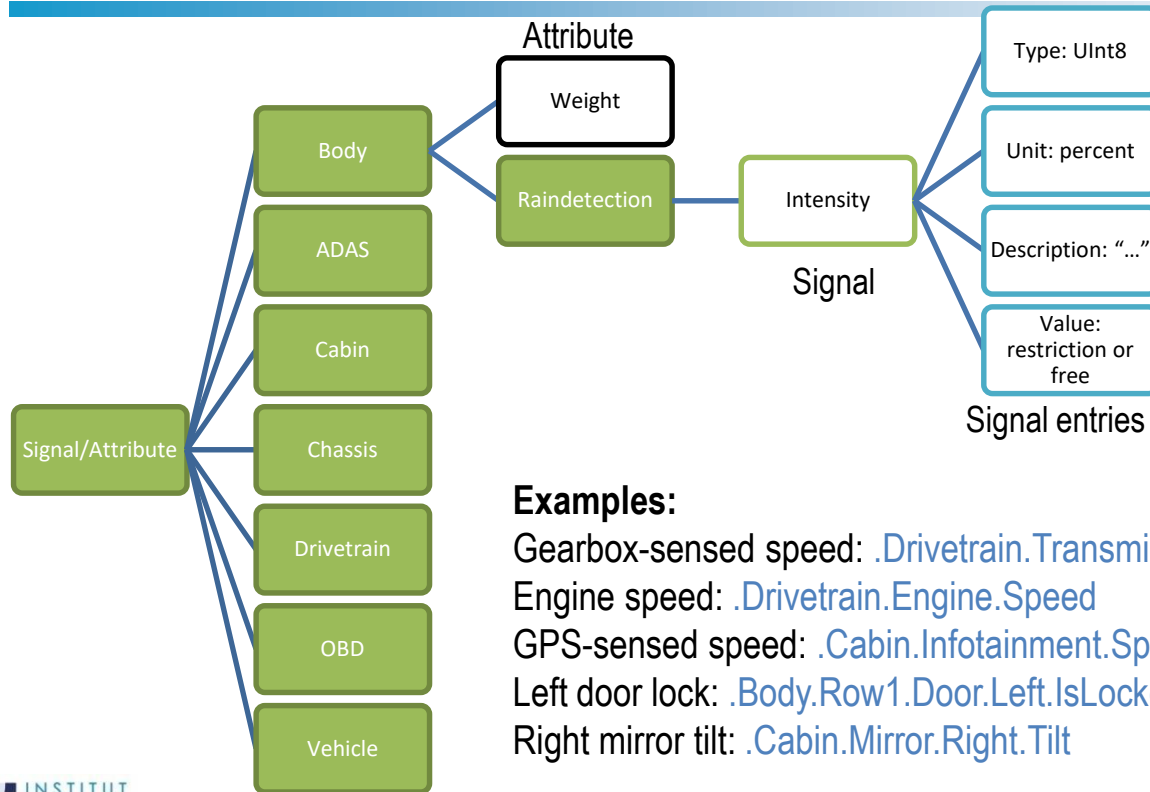 Attribute
Weight
Body
Raindetection
Intensity
Signal
Type: UInt8
Unit: percent
Description: “…”
Value:
restriction or
free
Signal entries
ADAS
Cabin
Signal/Attribute
Chassis
Drivetrain
OBD
Vehicle
Examples:
Gearbox-sensed speed: .Drivetrain.Transmi
Engine speed: .Drivetrain.Engine.Speed
GPS-sensed speed: .Cabin.Infotainment.Sp
Left door lock: .Body.Row1.Door.Left.IsLock
Right mirror tilt: .Cabin.Mirror.Right.Tilt
INSTITUT